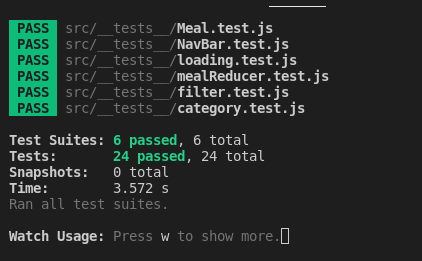 PASS src/__tests__/Meal.test.js
PASS src/__tests__/NavBar.test.js
PASS src/__tests__/loading.test.js
PASS src/__tests__/mealReducer.test.js
PASS src/__tests__/filter.test.js
PASS src/__tests__/category.test.js
Test Suites: 6 passed, 6 total
Tests: 24 passed, 24 total
Snapshots: 0 total
Time: 3.572 s
Ran all test suites.
Watch Usage: Press w to show more.